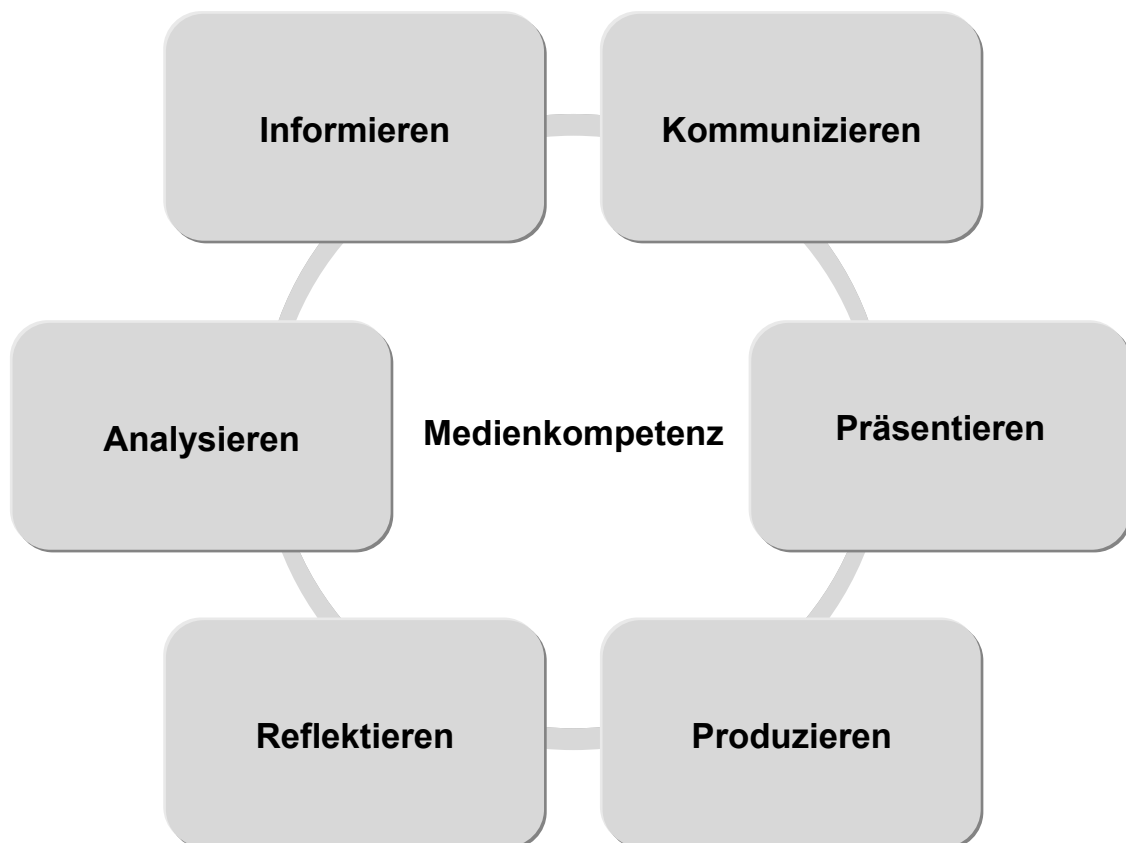 Informieren
Kommunizieren
Analysieren
Medienkompetenz
Präsentieren
Reflektieren
Produzieren